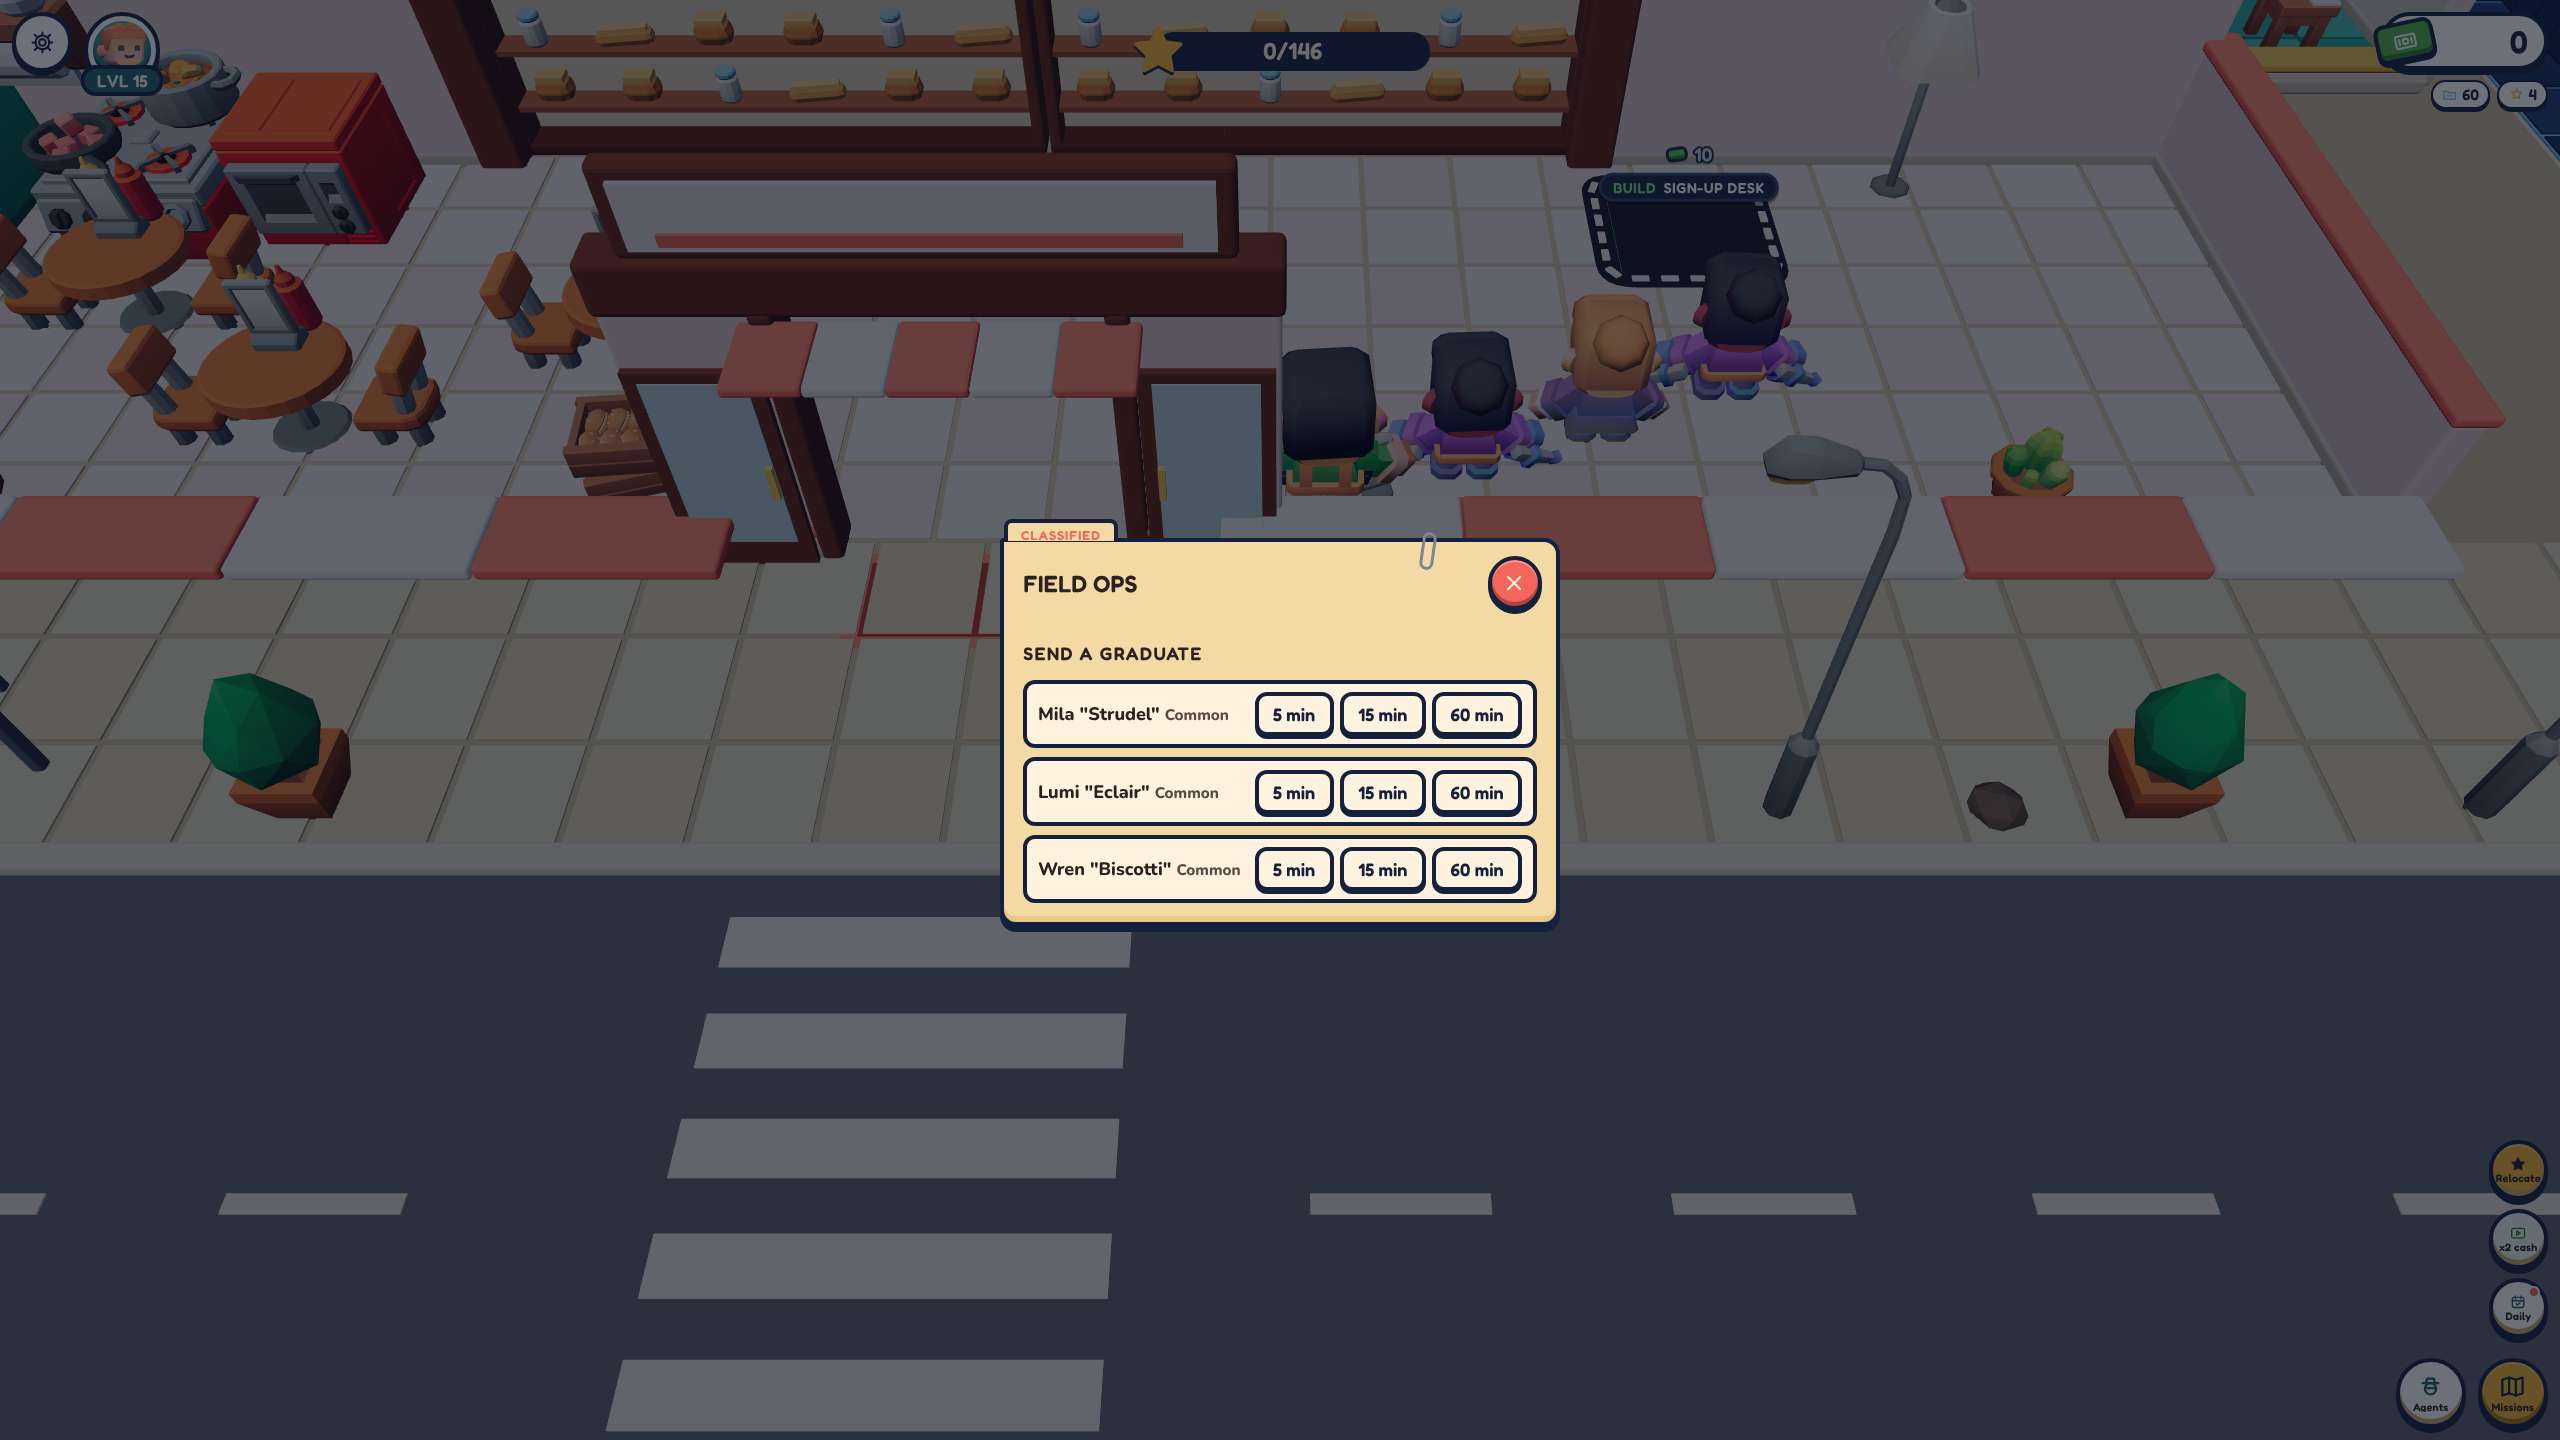 LVL 15
0/146
0
60
4
10
BUILD SIGN-UP DESK
CLASSIFIED
FIELD OPS
SEND A GRADUATE
Mila "Strudel" Common 5 min 15 min 60 min
Lumi "Eclair" Common 5 min 15 min 60 min
Wren "Biscotti" Common 5 min 15 min 60 min
Relocate
x2 cash
Daily
Agents
Missions